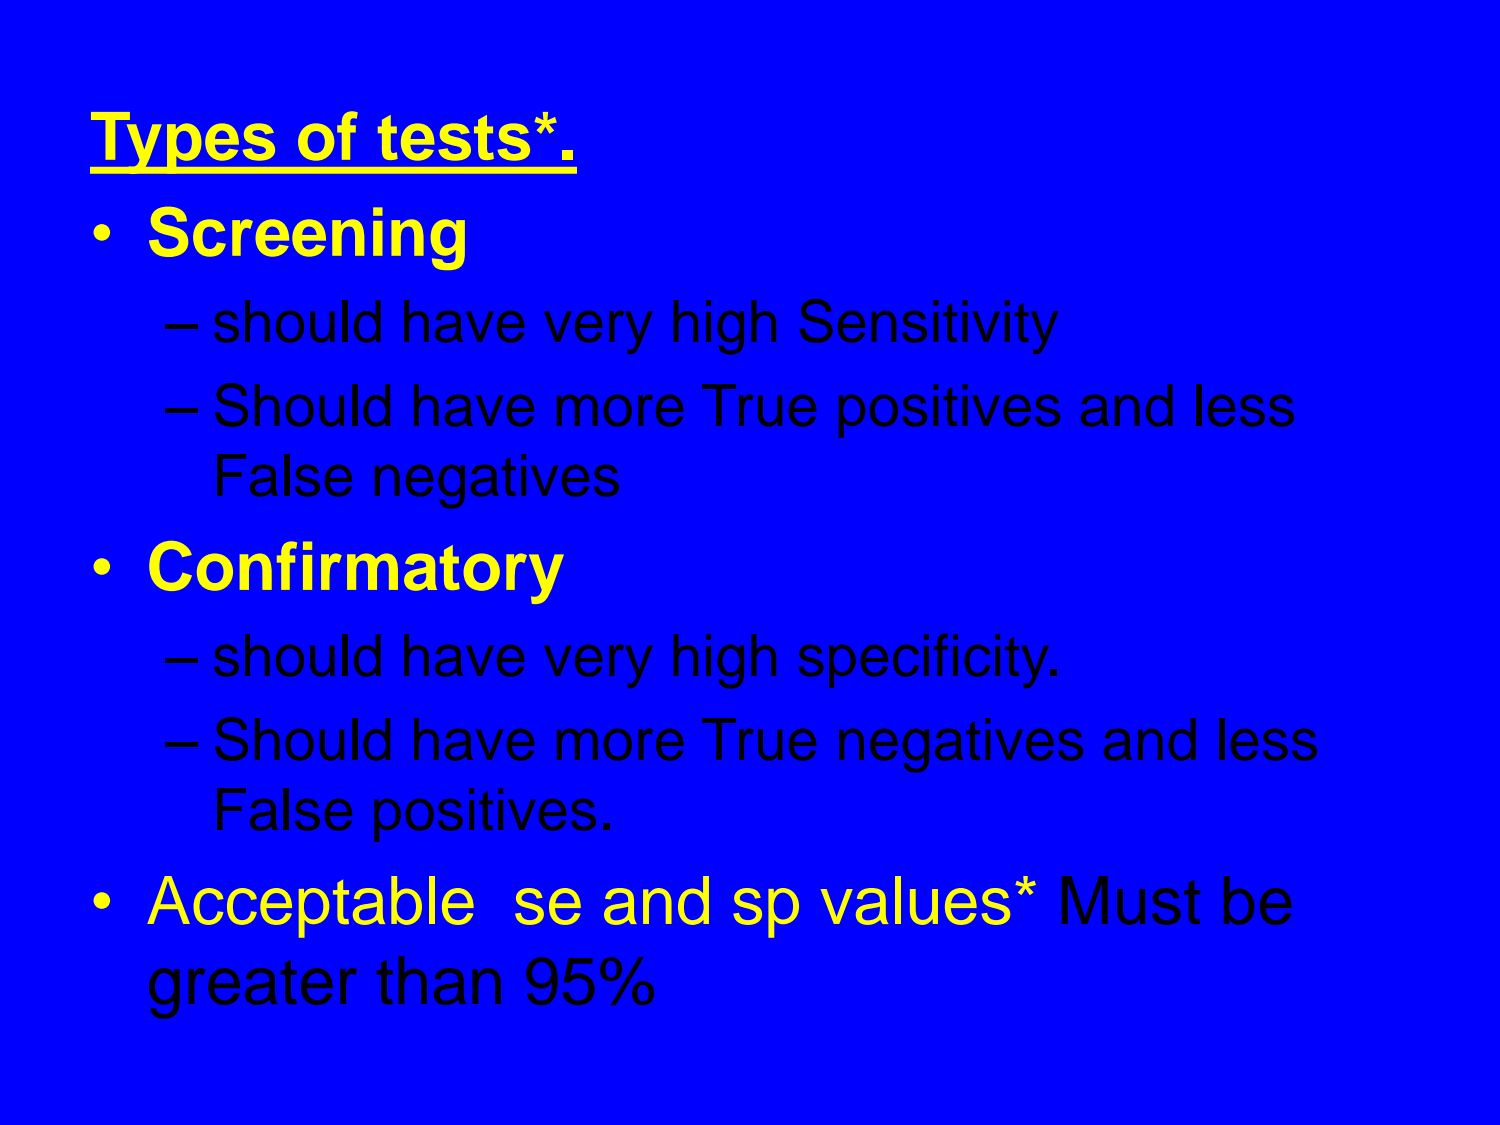 Types of tests*.
• Screening
– should have very high Sensitivity
– Should have more True positives and less
False negatives
• Confirmatory
– should have very high specificity.
– Should have more True negatives and less
False positives.
• Acceptable  se and sp values* Must be
greater than 95%